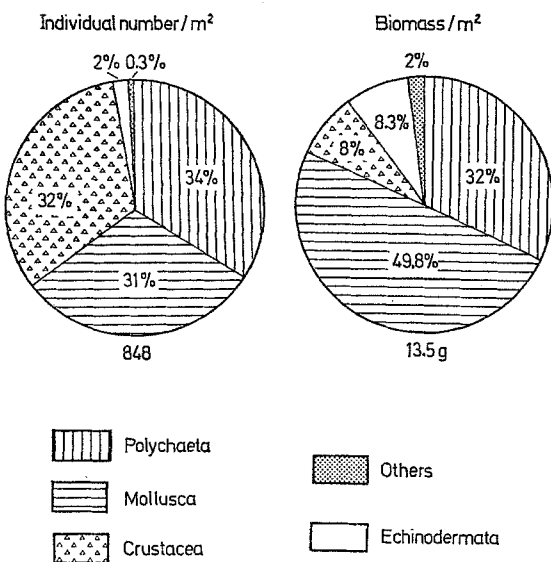 Individual number/m²
2% 0.3%
34%
32%
31%
848
Biomass/m²
2%
8.3%
8%
32%
49,8%
13.5g
Polychaeta
Mollusca
Crustacea
Others
Echinodermata